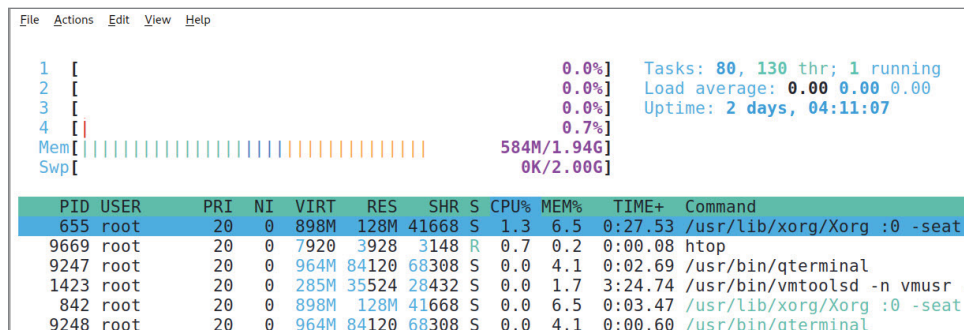 File Actions Edit View Help
1 [ 0.0%] Tasks: 80, 130 thr; 1 running
2 [ 0.0%] Load average: 0.00 0.00 0.00
3 [ 0.0%] Uptime: 2 days, 04:11:07
4 [| 0.7%]
Mem[||||||||||||||||||||||||||||||||||| 584M/1.94G]
Swp[ 0K/2.00G]
PID USER PRI NI VIRT RES SHR S CPU% MEM% TIME+ Command
655 root 20 0 898M 128M 41668 S 1.3 6.5 0:27.53 /usr/lib/xorg/Xorg :0 -seat
9669 root 20 0 7920 3928 3148 R 0.7 0.2 0:00.08 htop
9247 root 20 0 964M 84120 68308 S 0.0 4.1 0:02.69 /usr/bin/qterminal
1423 root 20 0 285M 35524 28432 S 0.0 1.7 3:24.74 /usr/bin/vmtoolsd -n vmusr
842 root 20 0 898M 128M 41668 S 0.0 6.5 0:03.47 /usr/lib/xorg/Xorg :0 -seat
9248 root 20 0 964M 84120 68308 S 0.0 4.1 0:00.60 /usr/bin/qterminal